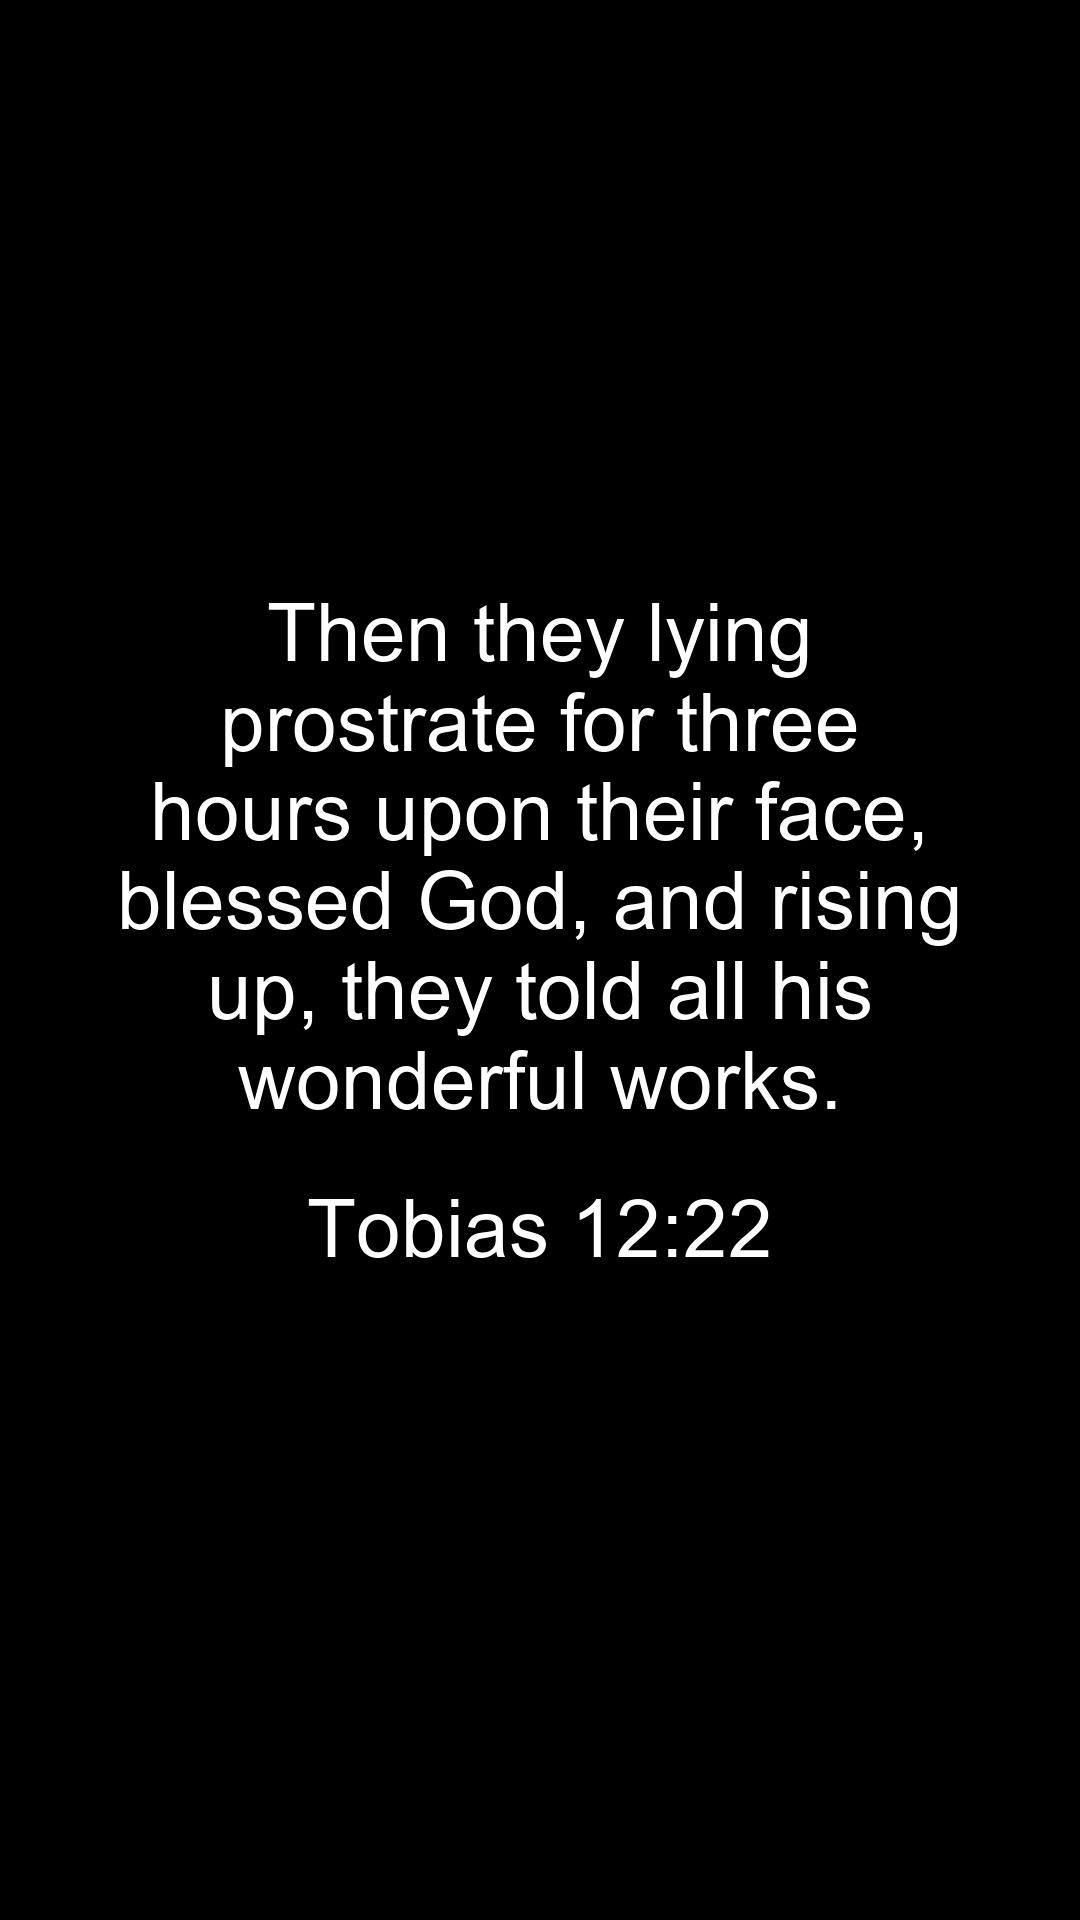 Then they lying
prostrate for three
hours upon their face,
blessed God, and rising
up, they told all his
wonderful works.
Tobias 12:22